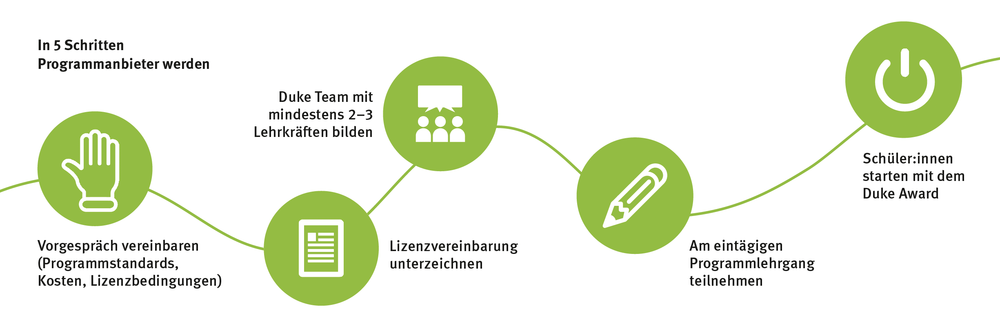 In 5 Schritten
Programmanbieter werden
Vorgespräch vereinbaren
(Programmstandards,
Kosten, Lizenzbedingungen)
Lizenzvereinbarung
unterzeichnen
Duke Team mit
mindestens 2–3
Lehrkräften bilden
Am eintägigen
Programmlehrgang
teilnehmen
Schüler:innen
starten mit dem
Duke Award